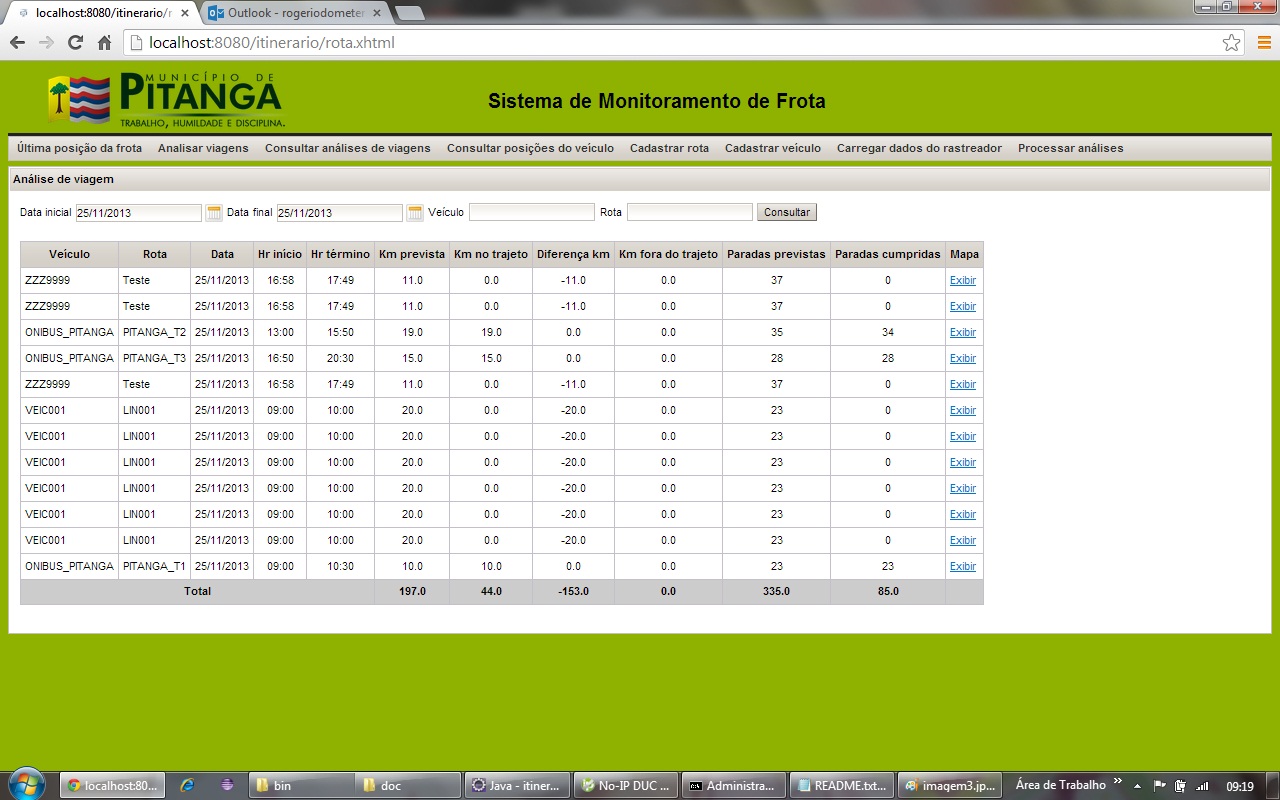 localhost:8080/itinerario/r
Outlook - rogeriodometer
localhost:8080/itinerario/rota.xhtml
MUNICÍPIO DE
PITANGA
TRABALHO, HUMILDADE E DISCIPLINA.
Sistema de Monitoramento de Frota
Última posição da frota Analisar viagens Consultar análises de viagens Consultar posições do veículo Cadastrar rota Cadastrar veículo Carregar dados do rastreador Processar análises
Análise de viagem
Data inicial 25/11/2013 Data final 25/11/2013 Veículo Rota Consultar
Veículo Rota Data Hr início Hr término Km prevista Km no trajeto Diferença km Km fora do trajeto Paradas previstas Paradas cumpridas Mapa
ZZZ9999 Teste 25/11/2013 16:58 17:49 11.0 0.0 -11.0 0.0 37 0 Exibir
ZZZ9999 Teste 25/11/2013 16:58 17:49 11.0 0.0 -11.0 0.0 37 0 Exibir
ONIBUS_PITANGA PITANGA_T2 25/11/2013 13:00 15:50 19.0 19.0 0.0 0.0 35 34 Exibir
ONIBUS_PITANGA PITANGA_T3 25/11/2013 16:50 20:30 15.0 15.0 0.0 0.0 28 28 Exibir
ZZZ9999 Teste 25/11/2013 16:58 17:49 11.0 0.0 -11.0 0.0 37 0 Exibir
VEIC001 LIN001 25/11/2013 09:00 10:00 20.0 0.0 -20.0 0.0 23 0 Exibir
VEIC001 LIN001 25/11/2013 09:00 10:00 20.0 0.0 -20.0 0.0 23 0 Exibir
VEIC001 LIN001 25/11/2013 09:00 10:00 20.0 0.0 -20.0 0.0 23 0 Exibir
VEIC001 LIN001 25/11/2013 09:00 10:00 20.0 0.0 -20.0 0.0 23 0 Exibir
VEIC001 LIN001 25/11/2013 09:00 10:00 20.0 0.0 -20.0 0.0 23 0 Exibir
VEIC001 LIN001 25/11/2013 09:00 10:00 20.0 0.0 -20.0 0.0 23 0 Exibir
ONIBUS_PITANGA PITANGA_T1 25/11/2013 09:00 10:30 10.0 10.0 0.0 0.0 23 23 Exibir
Total 197.0 44.0 -153.0 0.0 335.0 85.0
localhost:80... bin doc Java - itiner... No-IP DUC ... Administra... README.txt... imagem3.jp... Área de Trabalho » 09:19